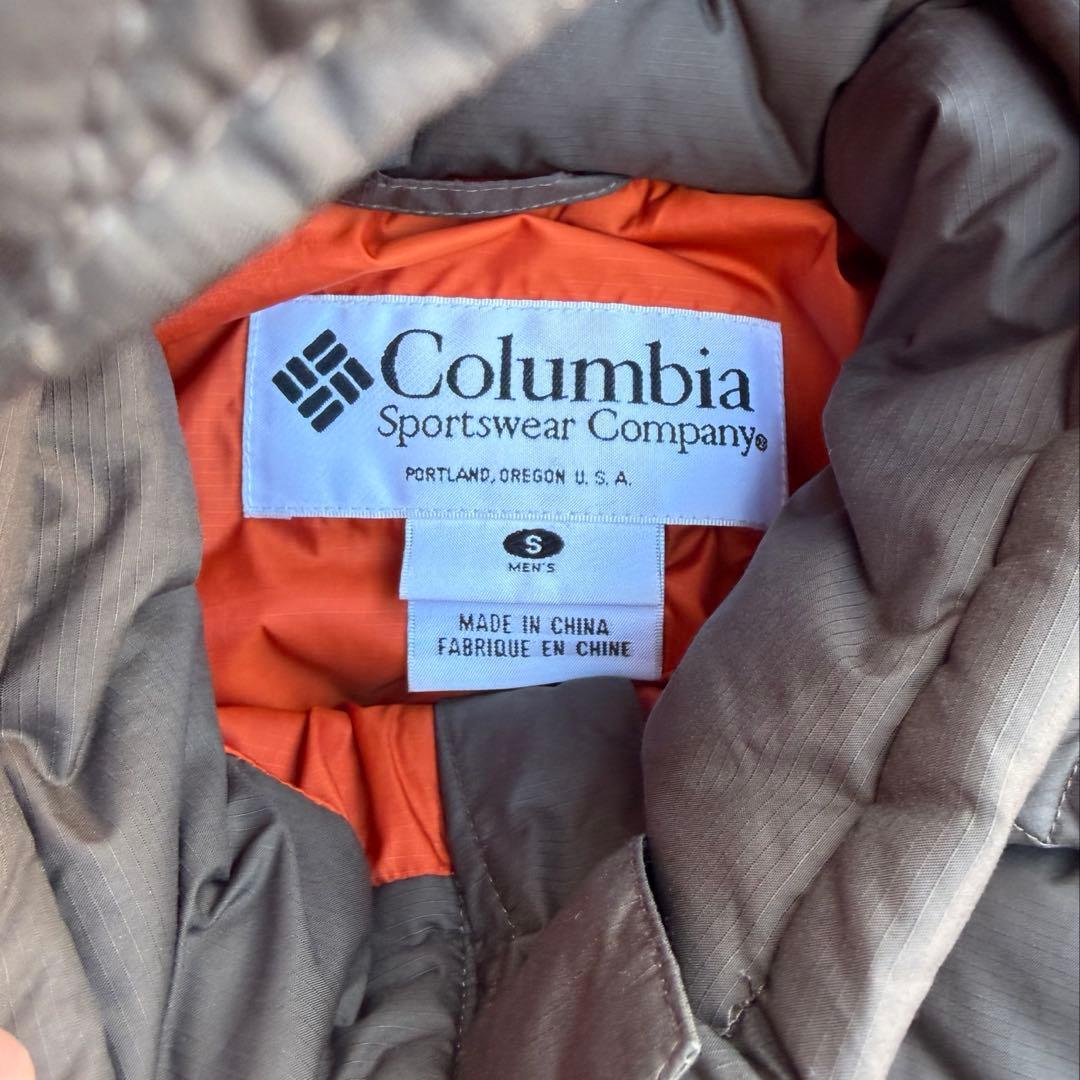 Columbia
Sportswear Company®
PORTLAND, OREGON U. S. A.
S
MEN'S
MADE IN CHINA
FABRIQUE EN CHINE